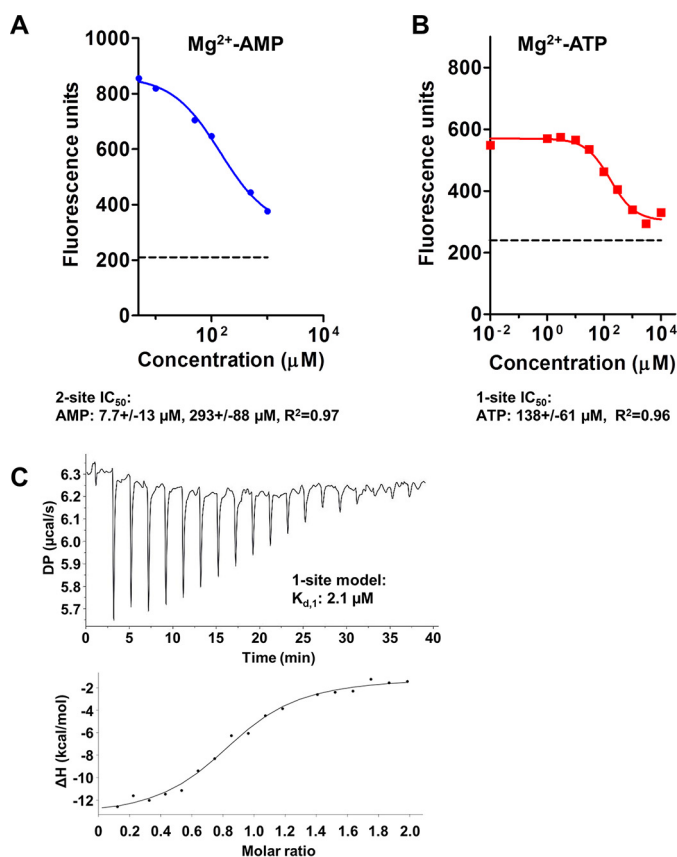 A
Mg²⁺-AMP
1000
800
600
400
200
0
Fluorescence units
10² 10⁴
Concentration (µM)
2-site IC₅₀:
AMP: 7.7+/-13 µM, 293+/-88 µM, R²=0.97
B
Mg²⁺-ATP
800
600
400
200
0
Fluorescence units
10⁻² 10⁰ 10² 10⁴
Concentration (µM)
1-site IC₅₀:
ATP: 138+/-61 µM, R²=0.96
C
6.3
6.2
6.1
6.0
5.9
5.8
5.7
DP (µcal/s)
1-site model:
K_d,1: 2.1 µM
0 5 10 15 20 25 30 35 40
Time (min)
-2
-4
-6
-8
-10
-12
ΔH (kcal/mol)
0 0.2 0.4 0.6 0.8 1.0 1.2 1.4 1.6 1.8 2.0
Molar ratio